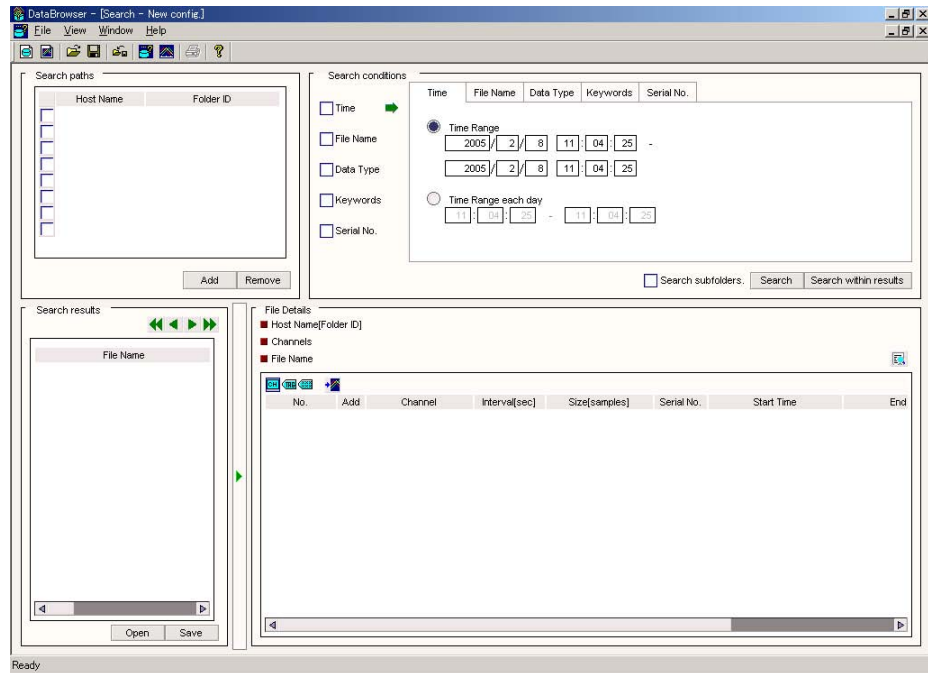 DataBrowser - [Search - New config.]
File View Window Help
Search paths
Host Name Folder ID
Add Remove
Search conditions
Time
File Name
Data Type
Keywords
Serial No.
Time File Name Data Type Keywords Serial No.
Time Range
2005 / 2 / 8 11 : 04 : 25 -
2005 / 2 / 8 11 : 04 : 25
Time Range each day
11 : 04 : 25 - 11 : 04 : 25
Search subfolders. Search Search within results
Search results
File Name
Open Save
File Details
Host Name[Folder ID]
Channels
File Name
CH
No. Add Channel Interval[sec] Size[samples] Serial No. Start Time End
Ready